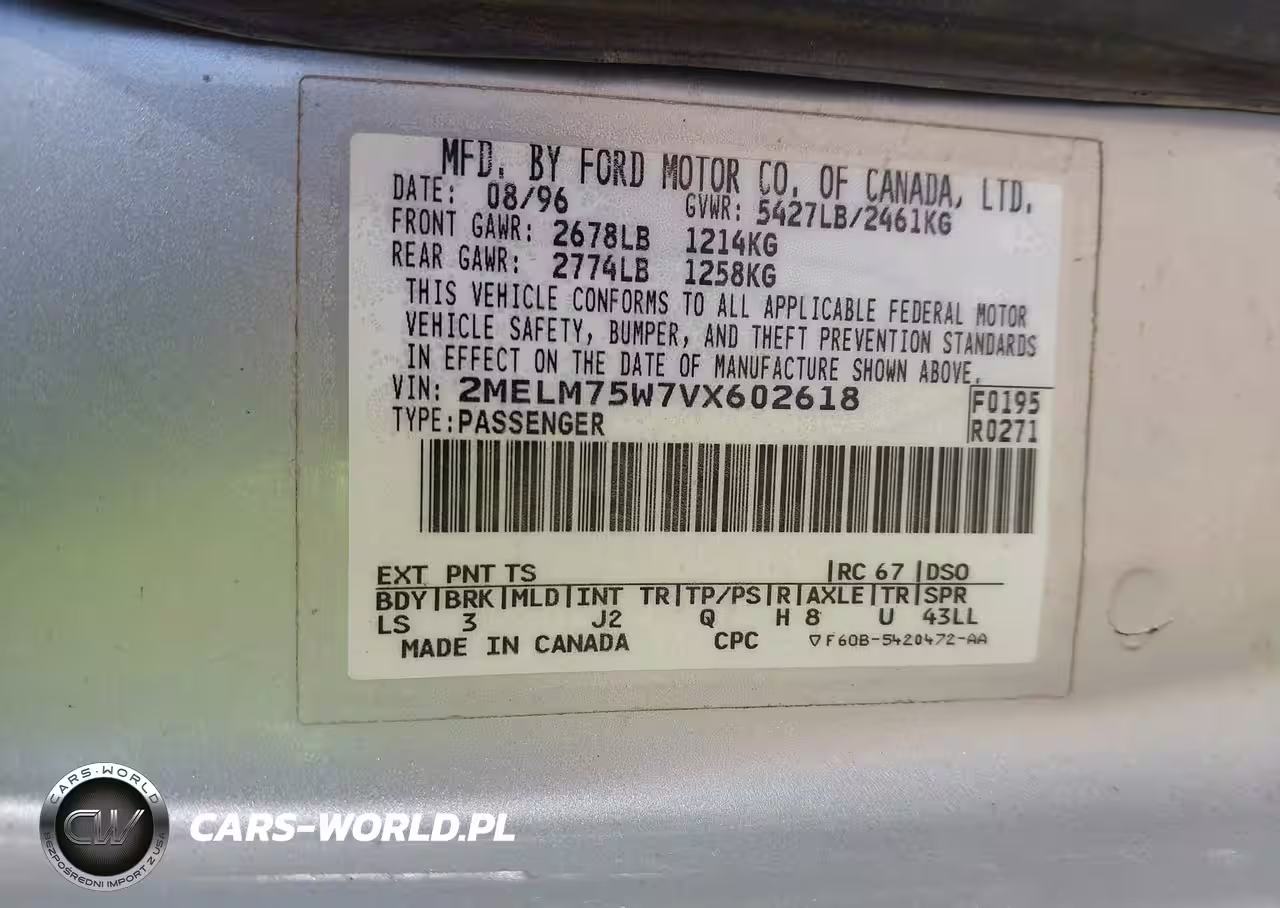 MFD. BY FORD MOTOR CO. OF CANADA, LTD.
DATE: 08/96 GVWR: 5427LB/2461KG
FRONT GAWR: 2678LB 1214KG
REAR GAWR: 2774LB 1258KG
THIS VEHICLE CONFORMS TO ALL APPLICABLE FEDERAL MOTOR
VEHICLE SAFETY, BUMPER, AND THEFT PREVENTION STANDARDS
IN EFFECT ON THE DATE OF MANUFACTURE SHOWN ABOVE.
VIN: 2MELM75W7VX602618 F0195
TYPE: PASSENGER R0271
EXT PNT TS |RC 67 |DSO
BDY|BRK|MLD|INT TR|TP/PS|R|AXLE|TR|SPR
LS 3 J2 Q H 8 U 43LL
MADE IN CANADA CPC ▽F60B-5420472-AA
CARS-WORLD
CW
BEZPOŚREDNI IMPORT Z USA
CARS-WORLD.PL